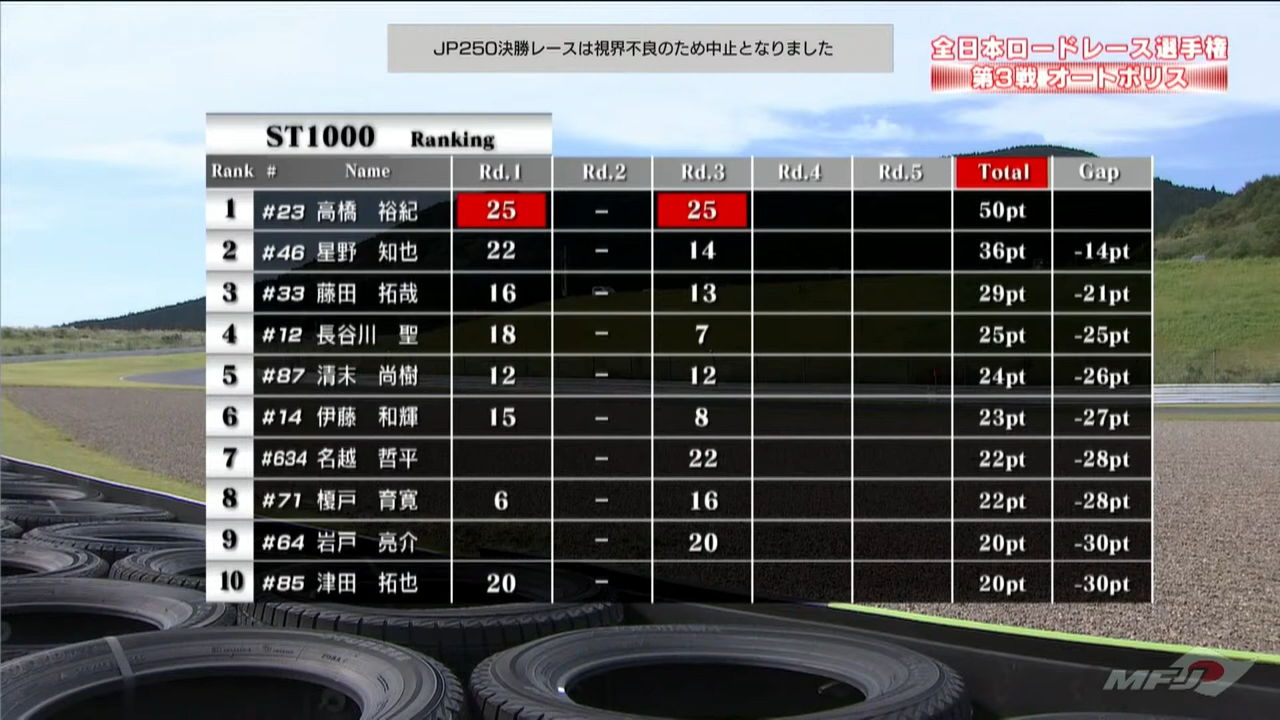 JP250決勝レースは視界不良のため中止となりました
全日本ロードレース選手権
第3戦 オートポリス
ST1000 Ranking
Rank # Name Rd.1 Rd.2 Rd.3 Rd.4 Rd.5 Total Gap
1 #23 高橋 裕紀 25 - 25 50pt
2 #46 星野 知也 22 - 14 36pt -14pt
3 #33 藤田 拓哉 16 - 13 29pt -21pt
4 #12 長谷川 聖 18 - 7 25pt -25pt
5 #87 清末 尚樹 12 - 12 24pt -26pt
6 #14 伊藤 和輝 15 - 8 23pt -27pt
7 #634 名越 哲平 - 22 22pt -28pt
8 #71 榎戸 育寛 6 - 16 22pt -28pt
9 #64 岩戸 亮介 - 20 20pt -30pt
10 #85 津田 拓也 20 - 20pt -30pt
MFJ